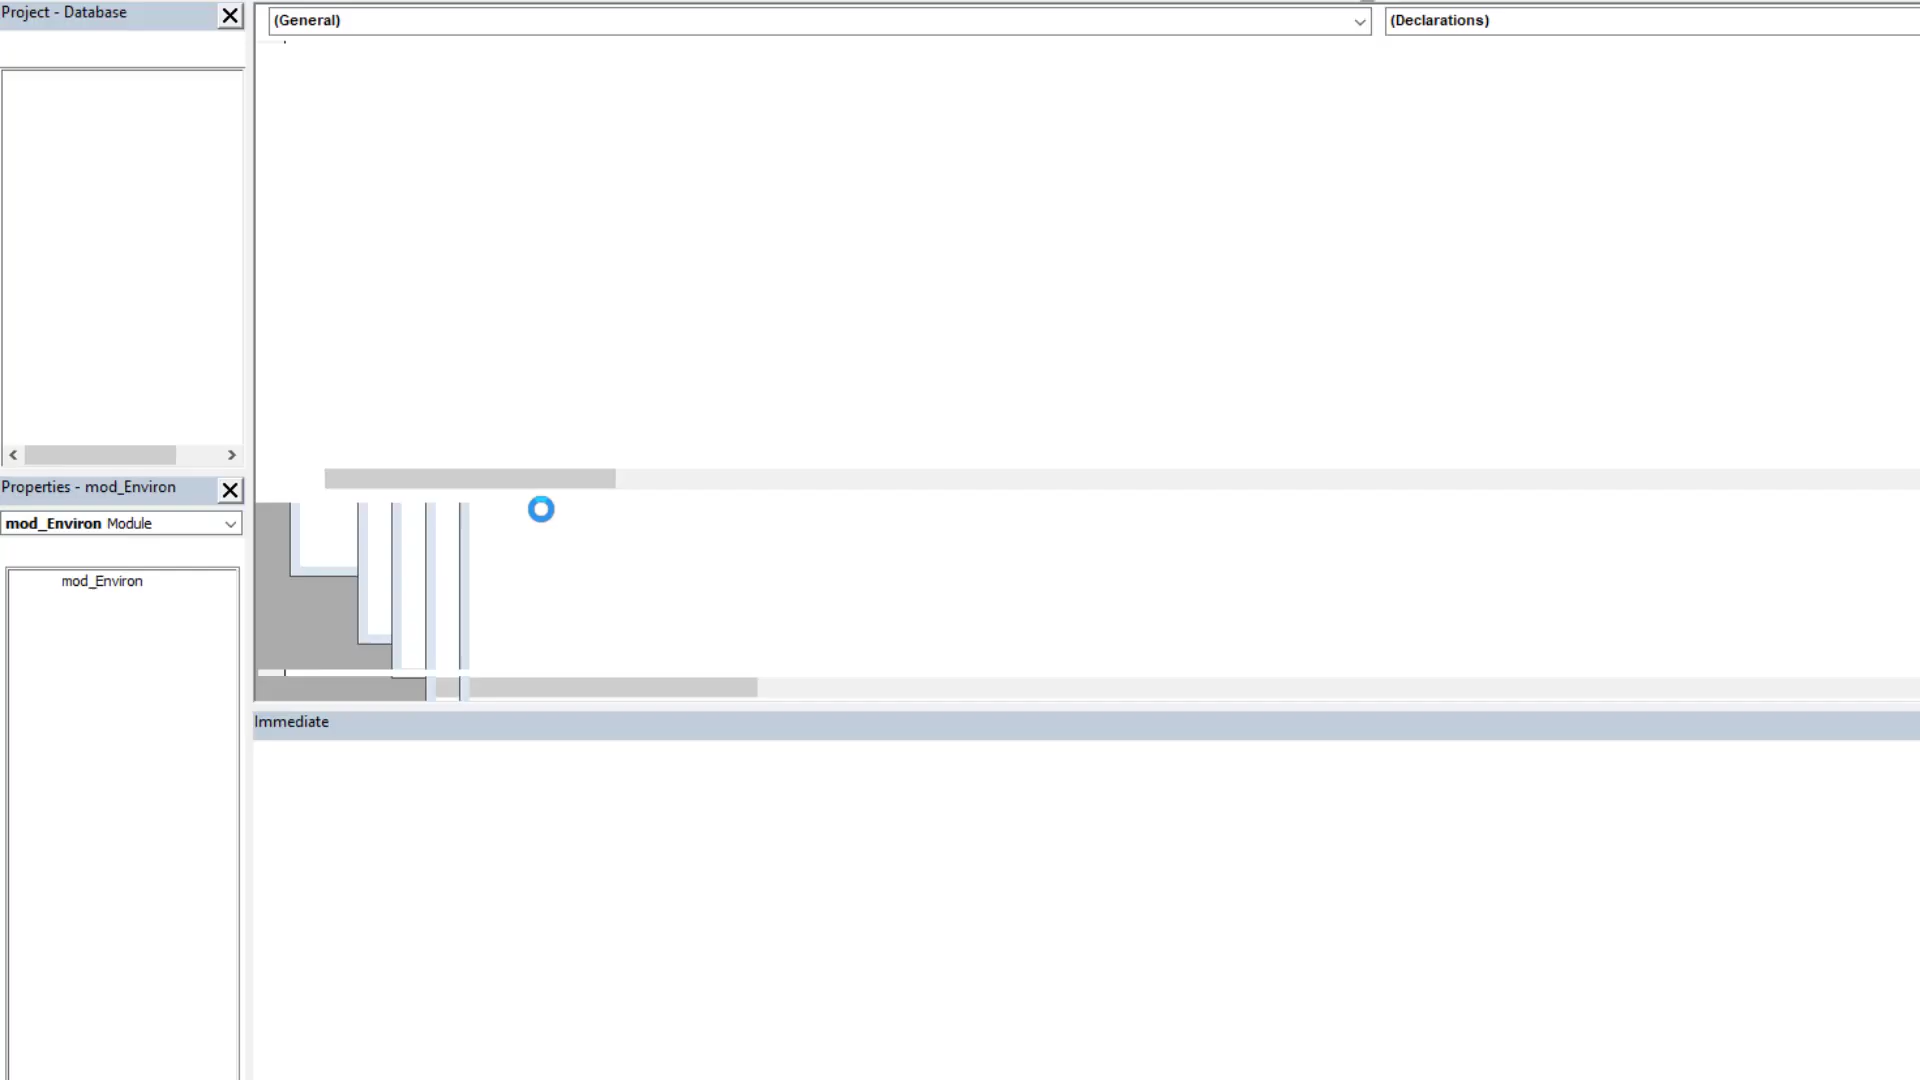 Project - Database
(General)
(Declarations)
Properties - mod_Environ
mod_Environ Module
mod_Environ
Immediate